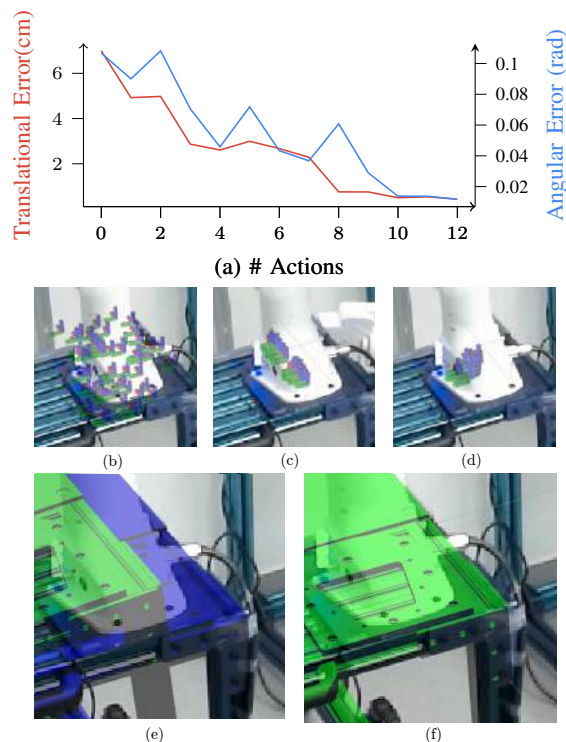 Translational Error(cm)
Angular Error (rad)
6
4
2
0.1
0.08
0.06
0.04
0.02
0 2 4 6 8 10 12
(a) # Actions
(b) (c) (d)
(e) (f)